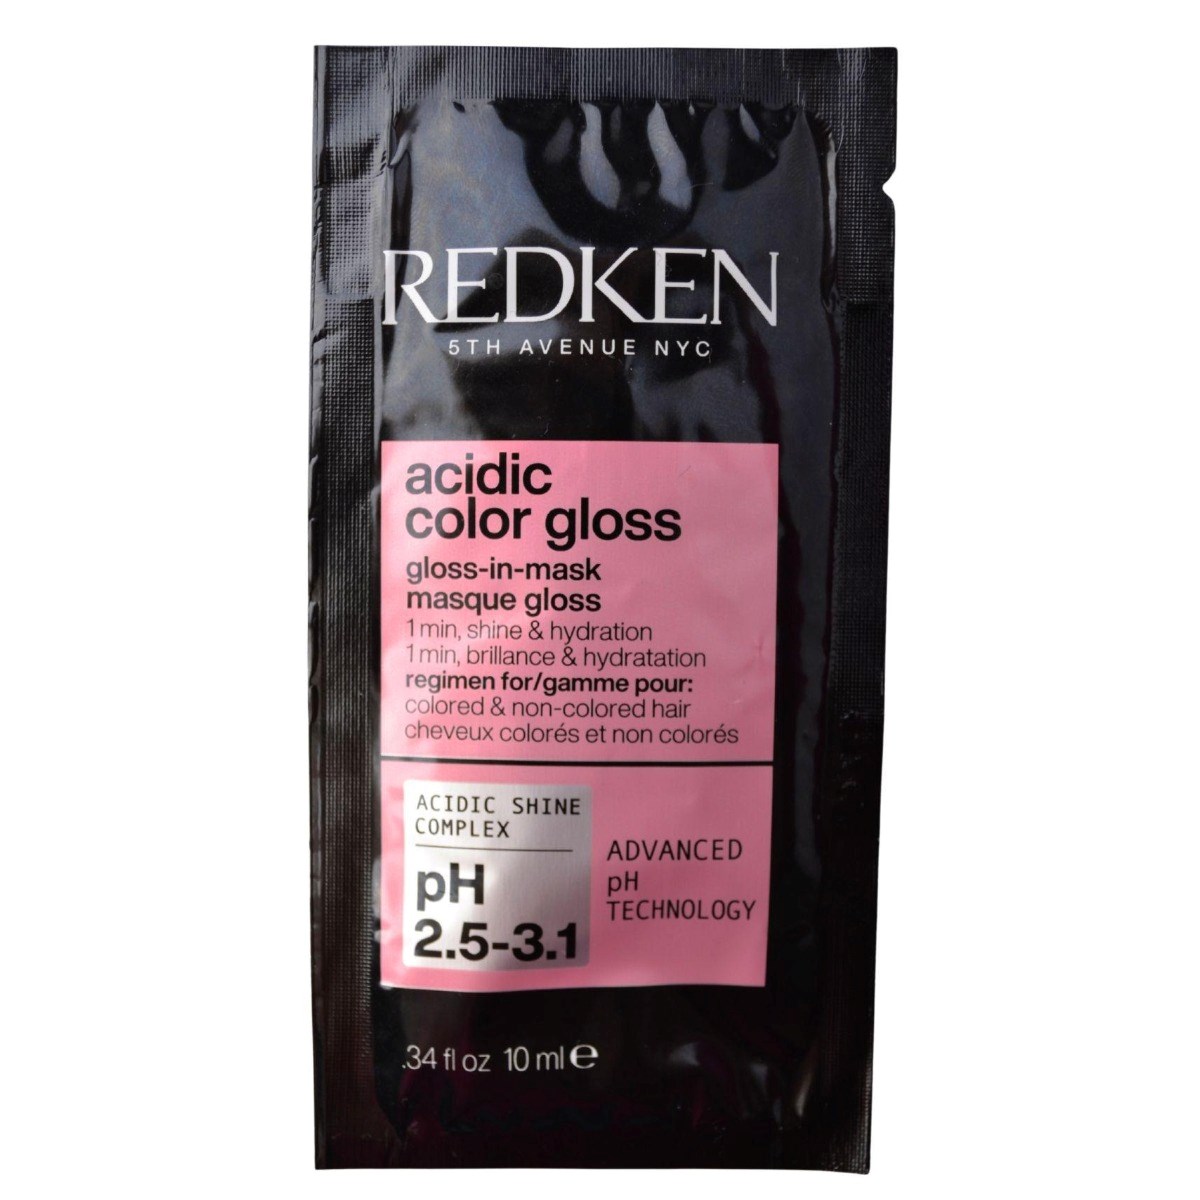 REDKEN
5TH AVENUE NYC
acidic
color gloss
gloss-in-mask
masque gloss
1 min, shine & hydration
1 min, brillance & hydratation
regimen for/gamme pour:
colored & non-colored hair
cheveux colorés et non colorés
ACIDIC SHINE
COMPLEX
pH
2.5-3.1
ADVANCED
pH
TECHNOLOGY
.34 fl oz 10 ml ℮